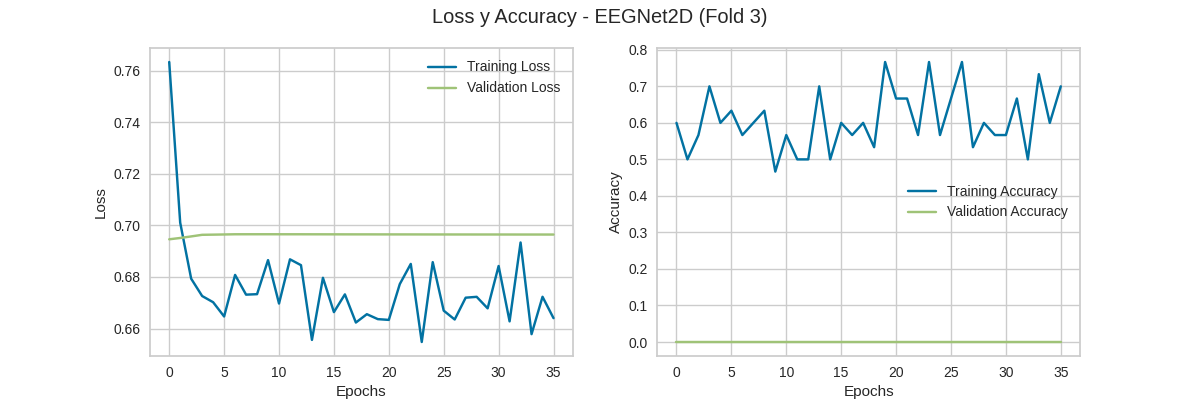 Loss y Accuracy - EEGNet2D (Fold 3)
Loss
0.76
0.74
0.72
0.70
0.68
0.66
Training Loss
Validation Loss
0 5 10 15 20 25 30 35
Epochs
Accuracy
0.8
0.7
0.6
0.5
0.4
0.3
0.2
0.1
0.0
Training Accuracy
Validation Accuracy
0 5 10 15 20 25 30 35
Epochs